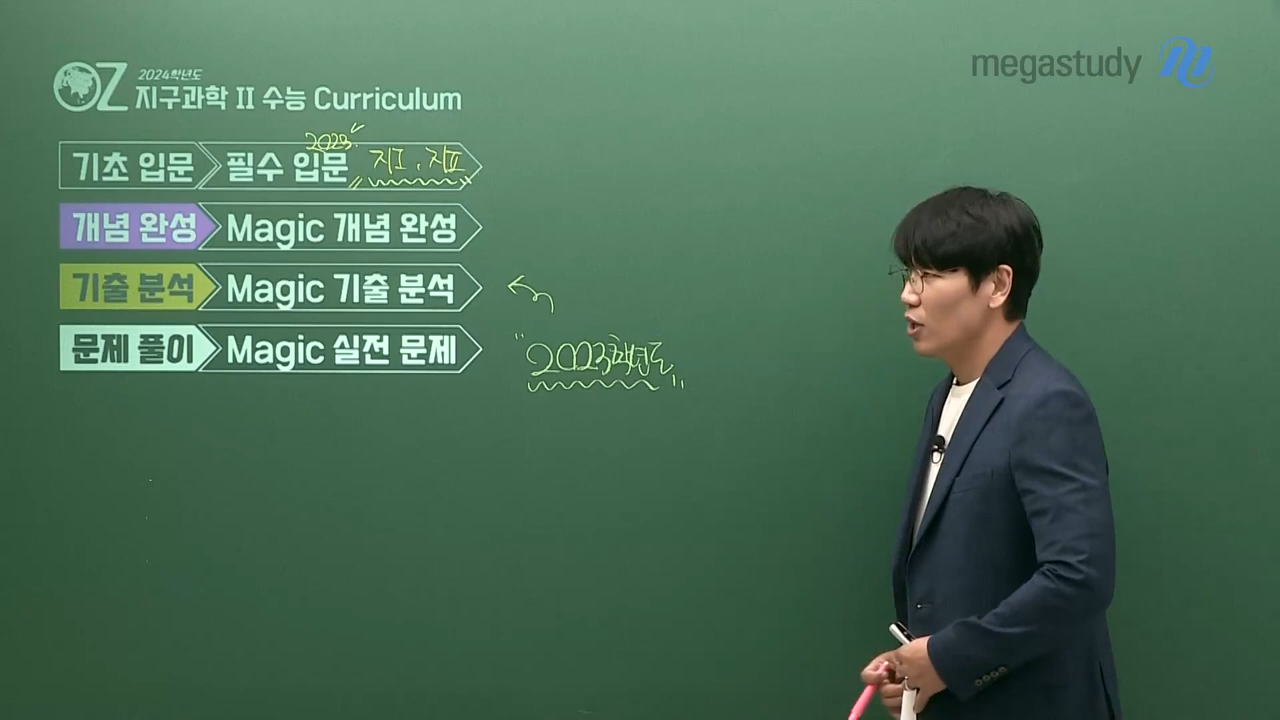 megastudy
OZ 2024학년도
지구과학 II 수능 Curriculum
2023
기초 입문 필수 입문 지I, 지II
개념 완성 Magic 개념 완성
기출 분석 Magic 기출 분석
문제 풀이 Magic 실전 문제
"2023학년도"